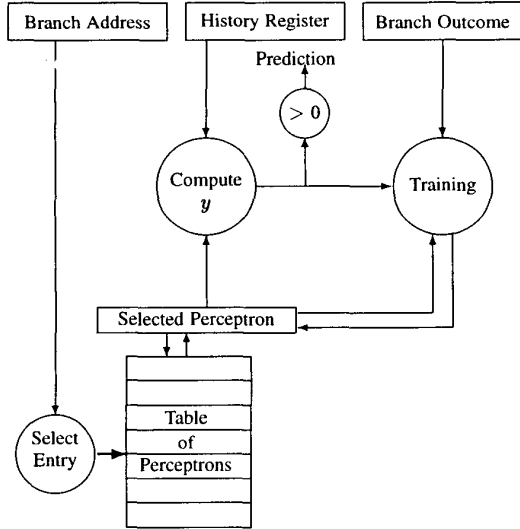 Branch Address
History Register
Branch Outcome
Prediction
> 0
Compute
y
Training
Selected Perceptron
Table
of
Perceptrons
Select
Entry